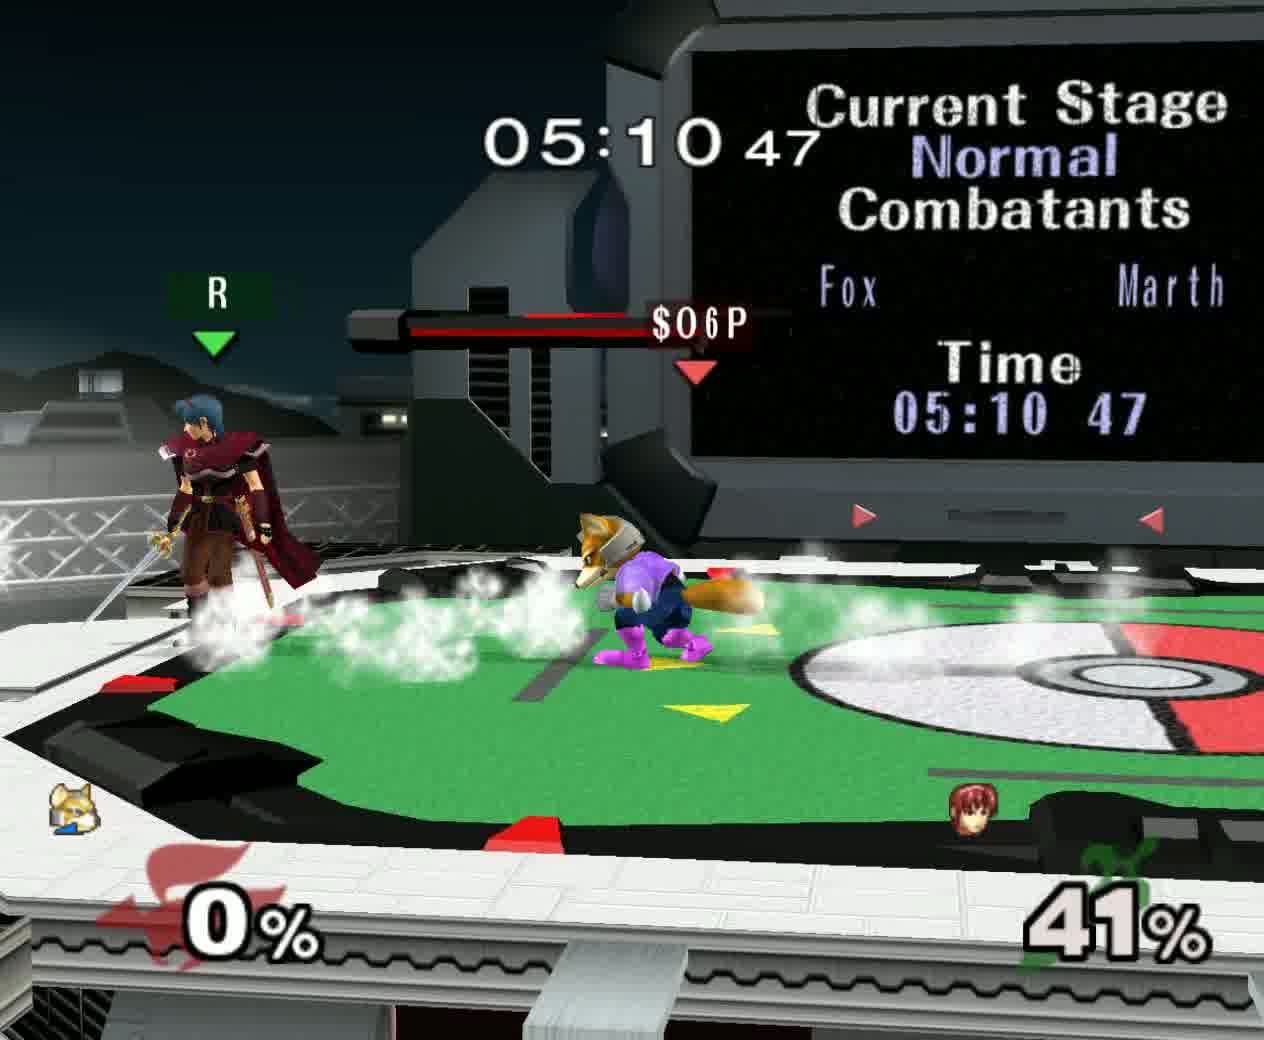 Current Stage
05:10 47
Normal
Combatants
Fox Marth
R
$06P
Time
05:10 47
0%
41%